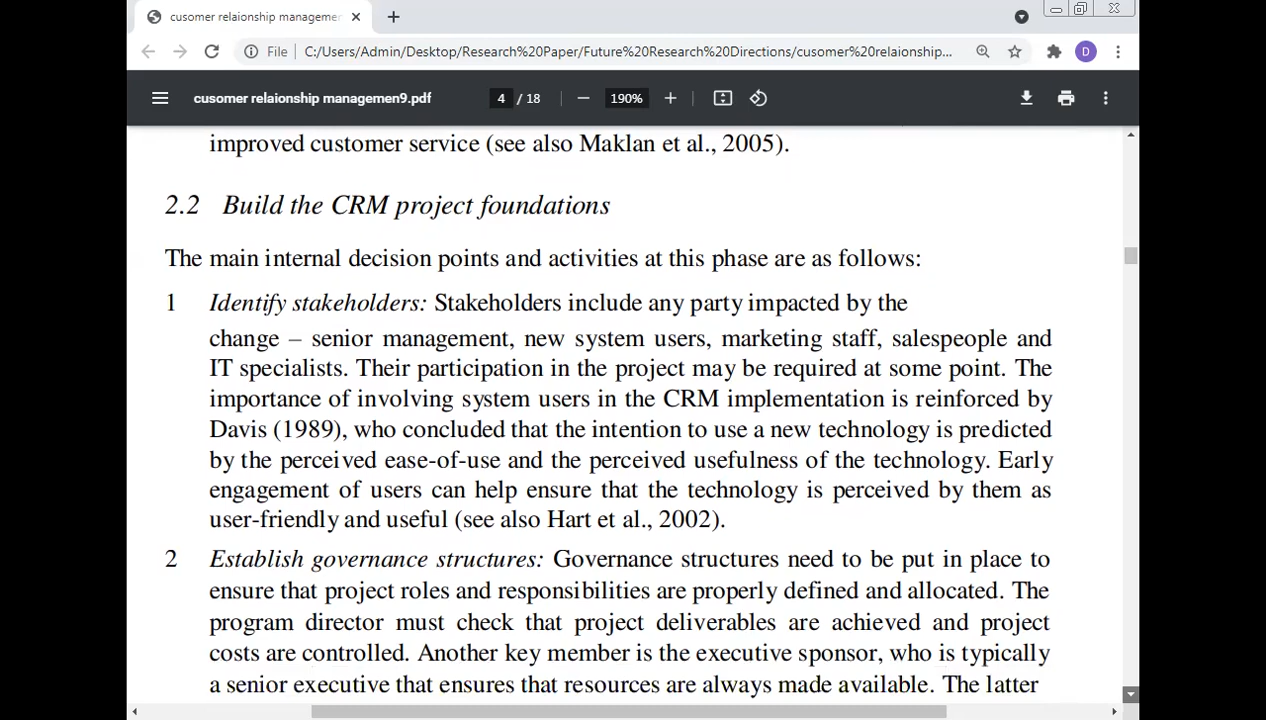 cusomer relaionship managemen
File
C:/Users/Admin/Desktop/Research%20Paper/Future%20Research%20Directions/cusomer%20relaionship...
D
cusomer relaionship managemen9.pdf
4 / 18
190%
improved customer service (see also Maklan et al., 2005).
2.2 Build the CRM project foundations
The main internal decision points and activities at this phase are as follows:
1 Identify stakeholders: Stakeholders include any party impacted by the
change – senior management, new system users, marketing staff, salespeople and
IT specialists. Their participation in the project may be required at some point. The
importance of involving system users in the CRM implementation is reinforced by
Davis (1989), who concluded that the intention to use a new technology is predicted
by the perceived ease-of-use and the perceived usefulness of the technology. Early
engagement of users can help ensure that the technology is perceived by them as
user-friendly and useful (see also Hart et al., 2002).
2 Establish governance structures: Governance structures need to be put in place to
ensure that project roles and responsibilities are properly defined and allocated. The
program director must check that project deliverables are achieved and project
costs are controlled. Another key member is the executive sponsor, who is typically
a senior executive that ensures that resources are always made available. The latter